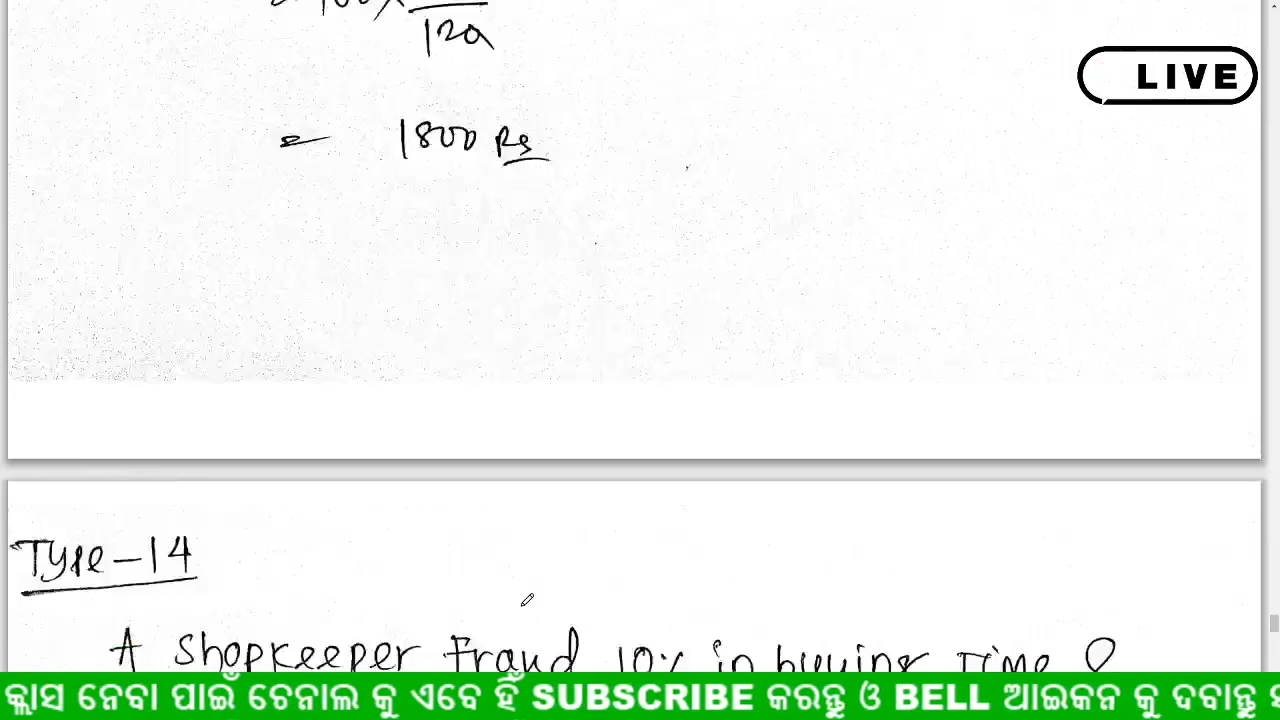 120
LIVE
= 1800 Rs
Type-14
A Shopkeeper Fraud 10% in buying Time
କ୍ଲାସ ନେବା ପାଇଁ ଚେନାଲ କୁ ଏବେ ହିଁ SUBSCRIBE କରନ୍ତୁ ଓ BELL ଆଇକନ କୁ ଦବାନ୍ତୁ